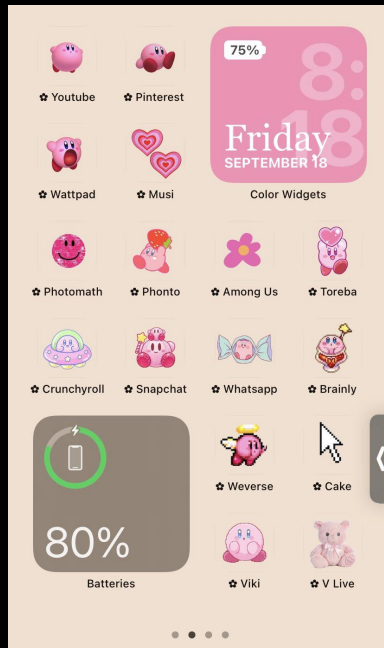 ✿ Youtube
✿ Pinterest
75%
8:
18
Friday
SEPTEMBER 18
✿ Wattpad
✿ Musi
Color Widgets
✿ Photomath
✿ Phonto
✿ Among Us
✿ Toreba
✿ Crunchyroll
✿ Snapchat
✿ Whatsapp
✿ Brainly
80%
Batteries
✿ Weverse
✿ Cake
✿ Viki
✿ V Live